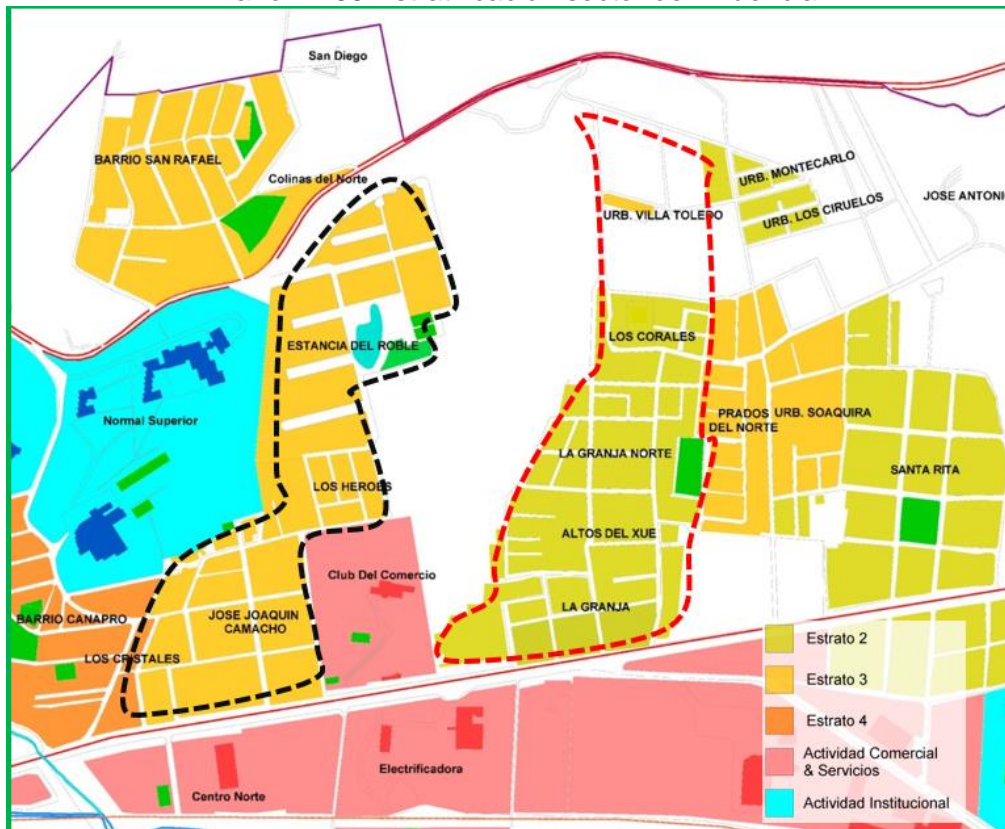 San Diego
BARRIO SAN RAFAEL
Colinas del Norte
URB. MONTECARLO
URB. VILLA TOLEDO
URB. LOS CIRUELOS
JOSE ANTONIO
ESTANCIA DEL ROBLE
LOS CORALES
Normal Superior
PRADOS
DEL NORTE
URB. SOAQUIRA
LA GRANJA NORTE
SANTA RITA
LOS HEROES
ALTOS DEL XUE
Club Del Comercio
BARRIO CANAPRO
JOSE JOAQUIN
CAMACHO
LA GRANJA
LOS CRISTALES
Electrificadora
Centro Norte
Estrato 2
Estrato 3
Estrato 4
Actividad Comercial
& Servicios
Actividad Institucional